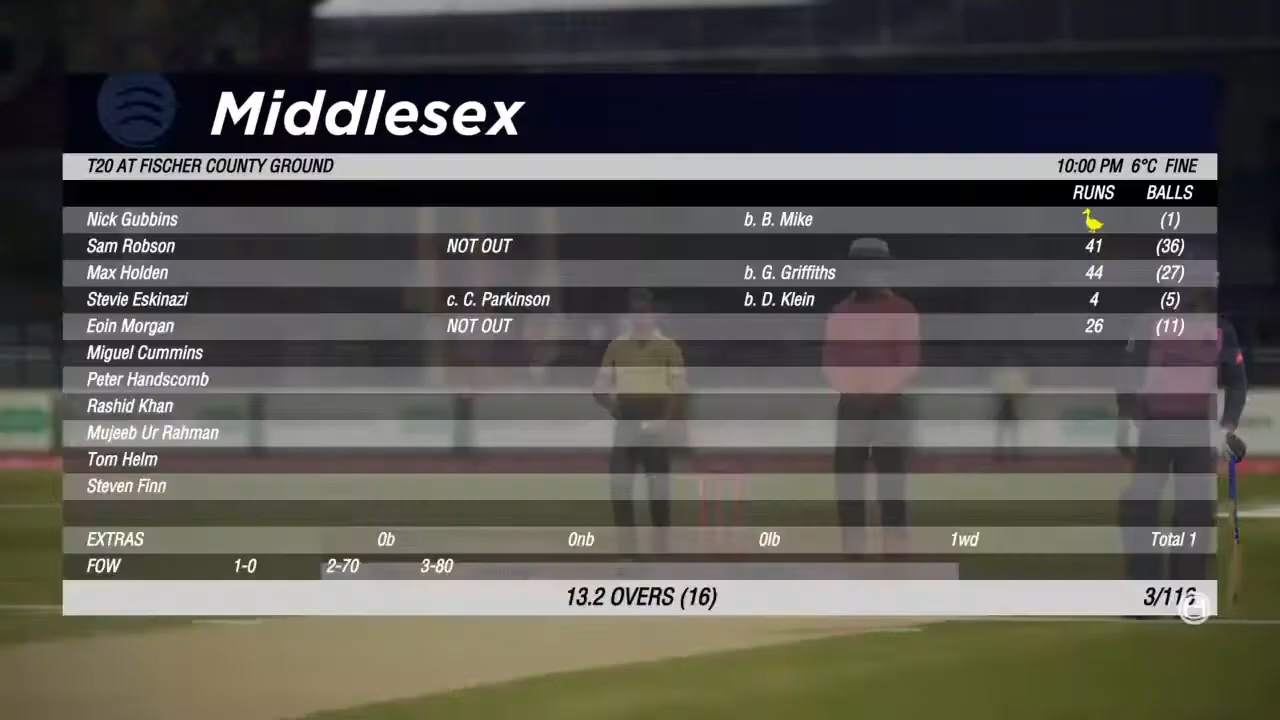 Middlesex
T20 AT FISCHER COUNTY GROUND 10:00 PM 6°C FINE
RUNS BALLS
Nick Gubbins b. B. Mike (1)
Sam Robson NOT OUT 41 (36)
Max Holden b. G. Griffiths 44 (27)
Stevie Eskinazi c. C. Parkinson b. D. Klein 4 (5)
Eoin Morgan NOT OUT 26 (11)
Miguel Cummins
Peter Handscomb
Rashid Khan
Mujeeb Ur Rahman
Tom Helm
Steven Finn
EXTRAS 0b 0nb 0lb 1wd Total 1
FOW 1-0 2-70 3-80
13.2 OVERS (16) 3/116